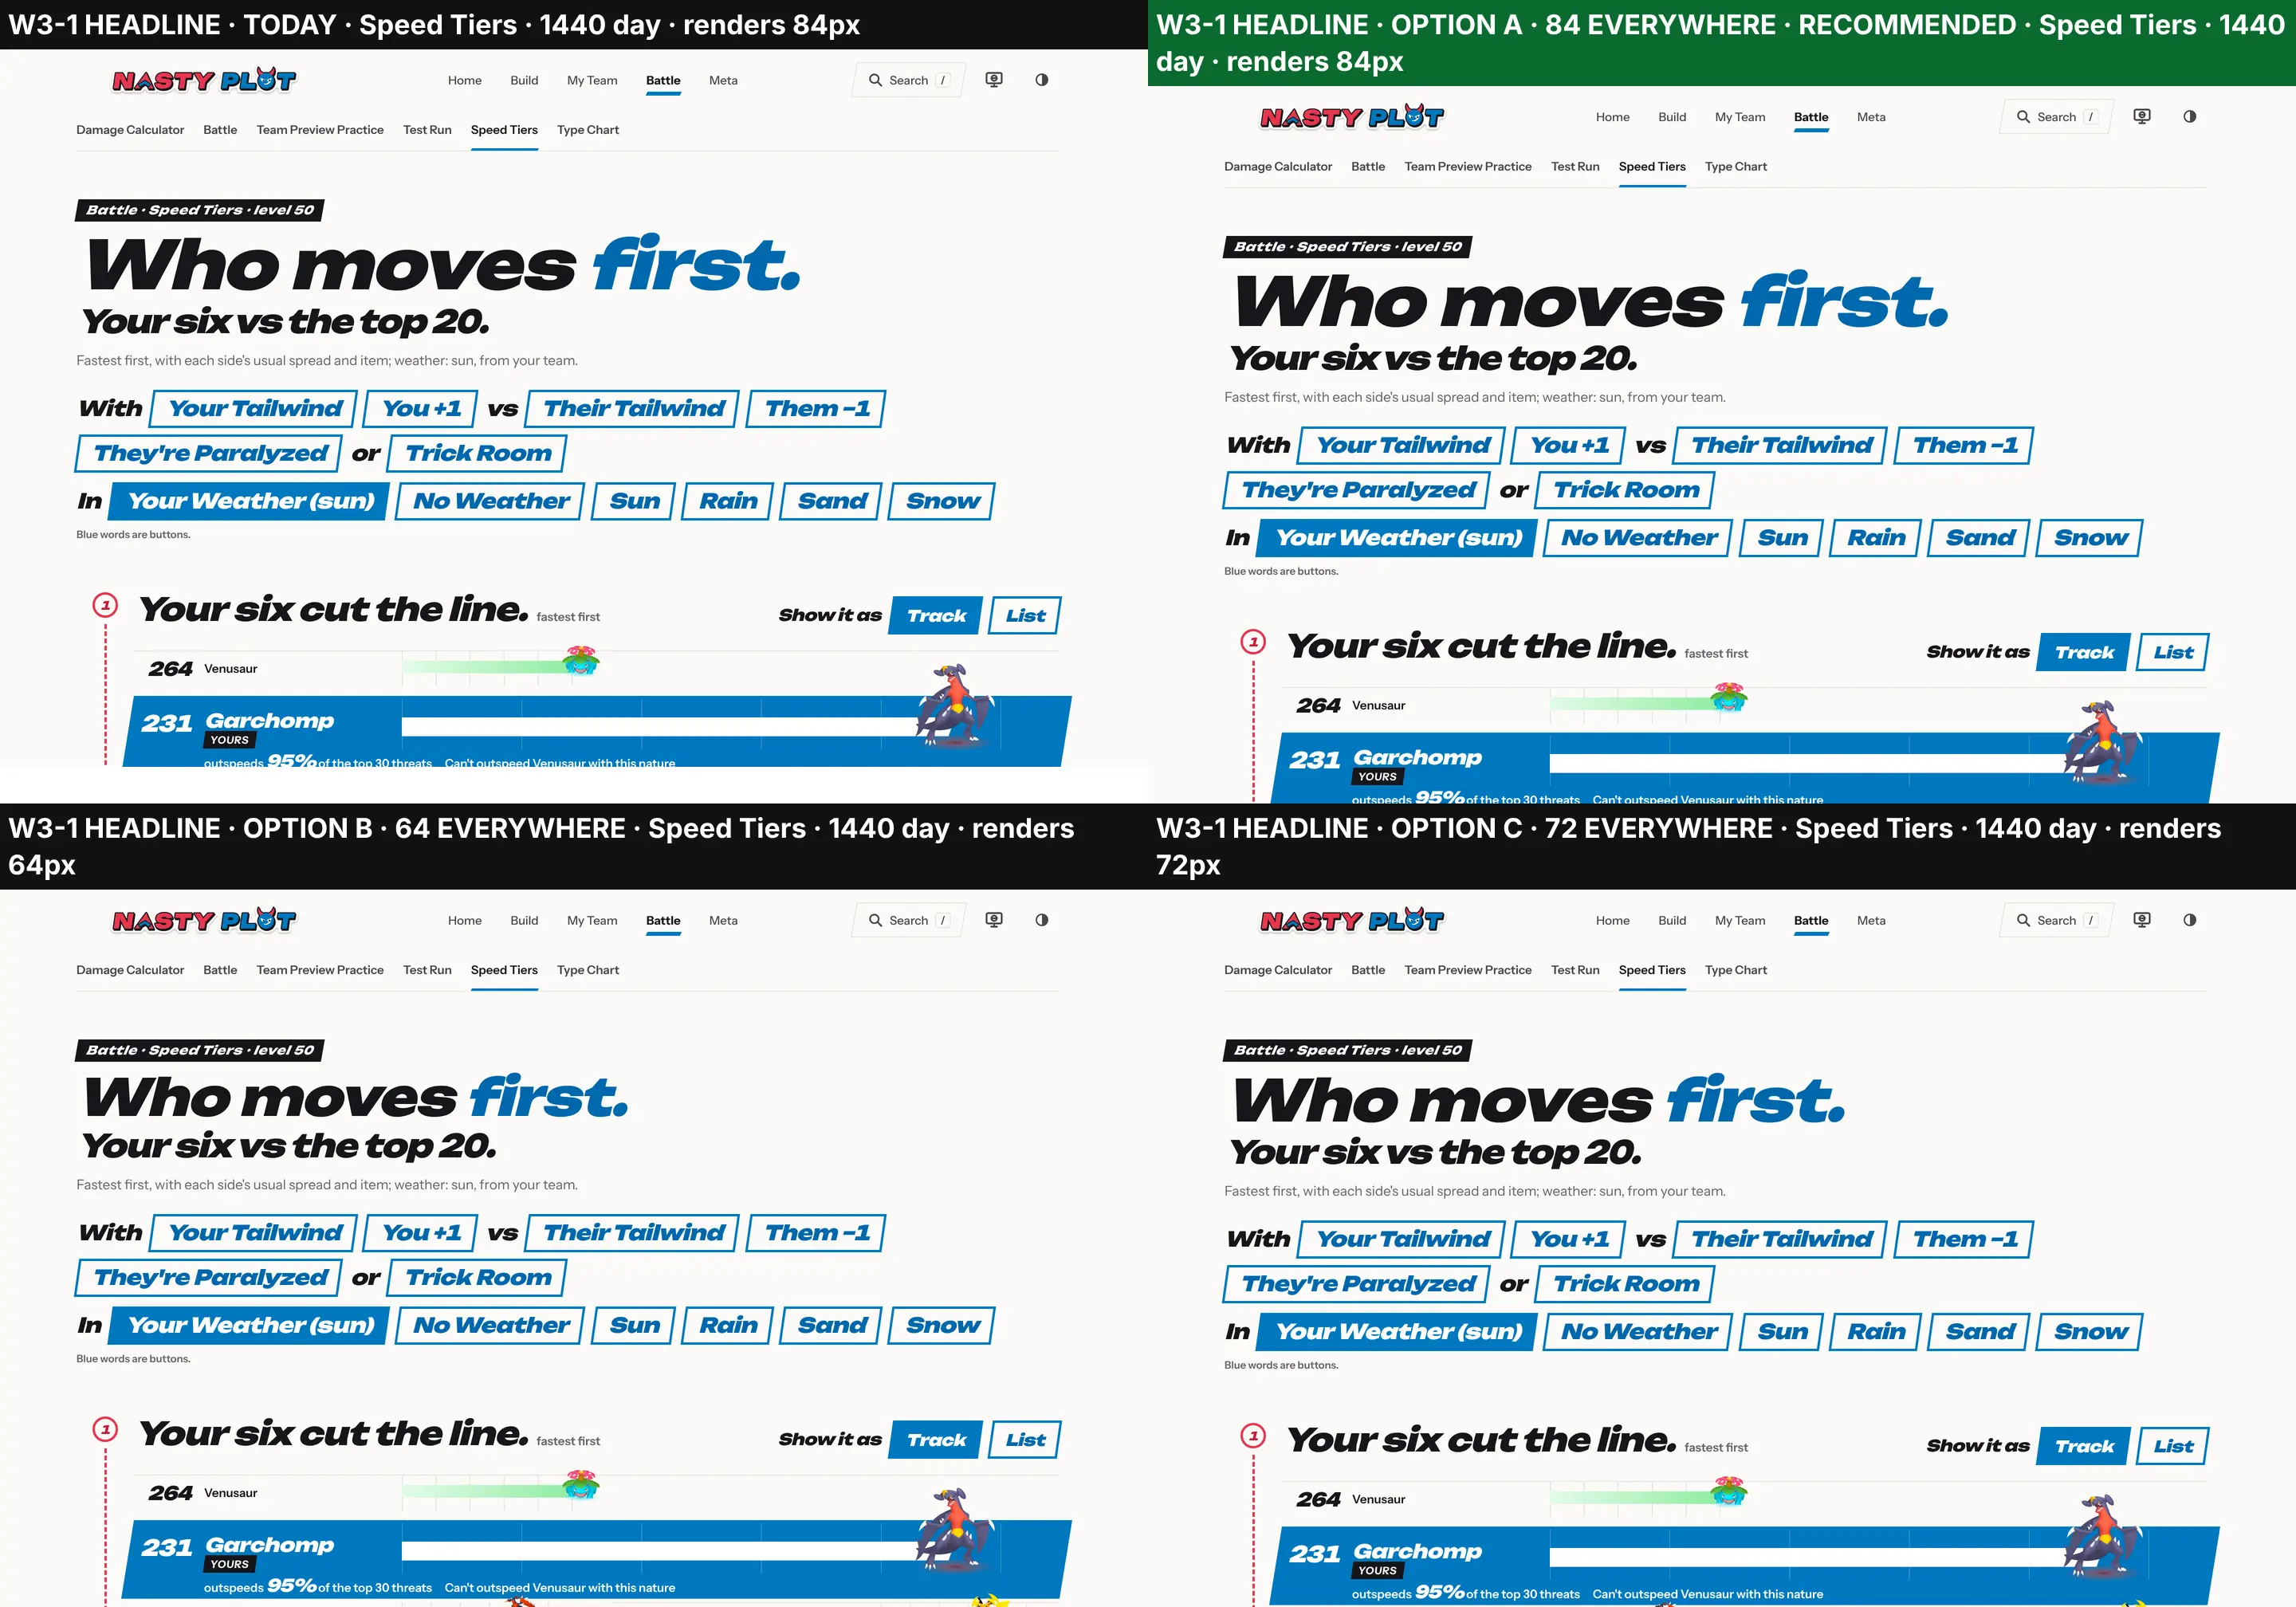 W3-1 HEADLINE · TODAY · Speed Tiers · 1440 day · renders 84px
NASTY PLOT
Home Build My Team Battle Meta
Search /
Damage Calculator Battle Team Preview Practice Test Run Speed Tiers Type Chart
Battle · Speed Tiers · level 50
Who moves first.
Your six vs the top 20.
Fastest first, with each side's usual spread and item; weather: sun, from your team.
With Your Tailwind You +1 vs Their Tailwind Them −1
They're Paralyzed or Trick Room
In Your Weather (sun) No Weather Sun Rain Sand Snow
Blue words are buttons.
1 Your six cut the line. fastest first Show it as Track List
264 Venusaur
231 Garchomp
YOURS
outspeeds 95% of the top 30 threats Can't outspeed Venusaur with this nature
W3-1 HEADLINE · OPTION A · 84 EVERYWHERE · RECOMMENDED · Speed Tiers · 1440
day · renders 84px
NASTY PLOT
Home Build My Team Battle Meta
Search /
Damage Calculator Battle Team Preview Practice Test Run Speed Tiers Type Chart
Battle · Speed Tiers · level 50
Who moves first.
Your six vs the top 20.
Fastest first, with each side's usual spread and item; weather: sun, from your team.
With Your Tailwind You +1 vs Their Tailwind Them −1
They're Paralyzed or Trick Room
In Your Weather (sun) No Weather Sun Rain Sand Snow
Blue words are buttons.
1 Your six cut the line. fastest first Show it as Track List
264 Venusaur
231 Garchomp
YOURS
outspeeds 95% of the top 30 threats Can't outspeed Venusaur with this nature
W3-1 HEADLINE · OPTION B · 64 EVERYWHERE · Speed Tiers · 1440 day · renders
64px
NASTY PLOT
Home Build My Team Battle Meta
Search /
Damage Calculator Battle Team Preview Practice Test Run Speed Tiers Type Chart
Battle · Speed Tiers · level 50
Who moves first.
Your six vs the top 20.
Fastest first, with each side's usual spread and item; weather: sun, from your team.
With Your Tailwind You +1 vs Their Tailwind Them −1
They're Paralyzed or Trick Room
In Your Weather (sun) No Weather Sun Rain Sand Snow
Blue words are buttons.
1 Your six cut the line. fastest first Show it as Track List
264 Venusaur
231 Garchomp
YOURS
outspeeds 95% of the top 30 threats Can't outspeed Venusaur with this nature
W3-1 HEADLINE · OPTION C · 72 EVERYWHERE · Speed Tiers · 1440 day · renders
72px
NASTY PLOT
Home Build My Team Battle Meta
Search /
Damage Calculator Battle Team Preview Practice Test Run Speed Tiers Type Chart
Battle · Speed Tiers · level 50
Who moves first.
Your six vs the top 20.
Fastest first, with each side's usual spread and item; weather: sun, from your team.
With Your Tailwind You +1 vs Their Tailwind Them −1
They're Paralyzed or Trick Room
In Your Weather (sun) No Weather Sun Rain Sand Snow
Blue words are buttons.
1 Your six cut the line. fastest first Show it as Track List
264 Venusaur
231 Garchomp
YOURS
outspeeds 95% of the top 30 threats Can't outspeed Venusaur with this nature